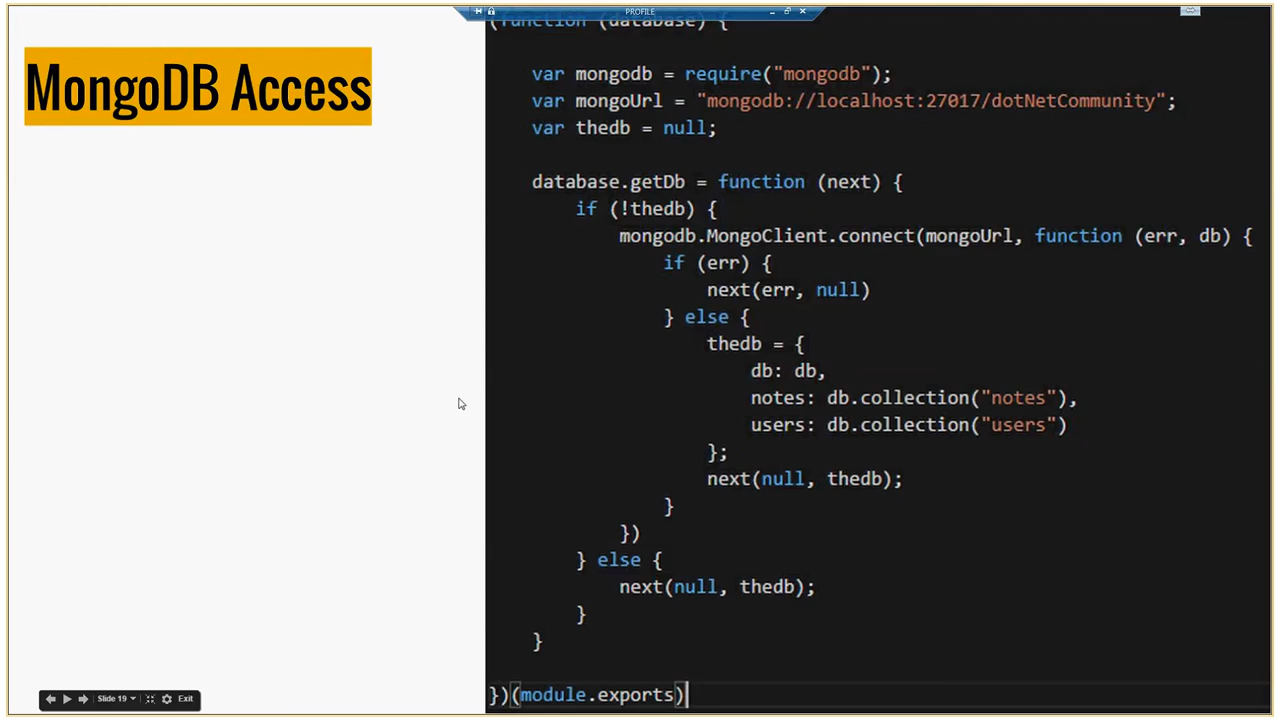 PROFILE
MongoDB Access
(function (database) {
var mongodb = require("mongodb");
var mongoUrl = "mongodb://localhost:27017/dotNetCommunity";
var thedb = null;
database.getDb = function (next) {
if (!thedb) {
mongodb.MongoClient.connect(mongoUrl, function (err, db) {
if (err) {
next(err, null)
} else {
thedb = {
db: db,
notes: db.collection("notes"),
users: db.collection("users")
};
next(null, thedb);
}
})
} else {
next(null, thedb);
}
}
})(module.exports)
Slide 19
Exit